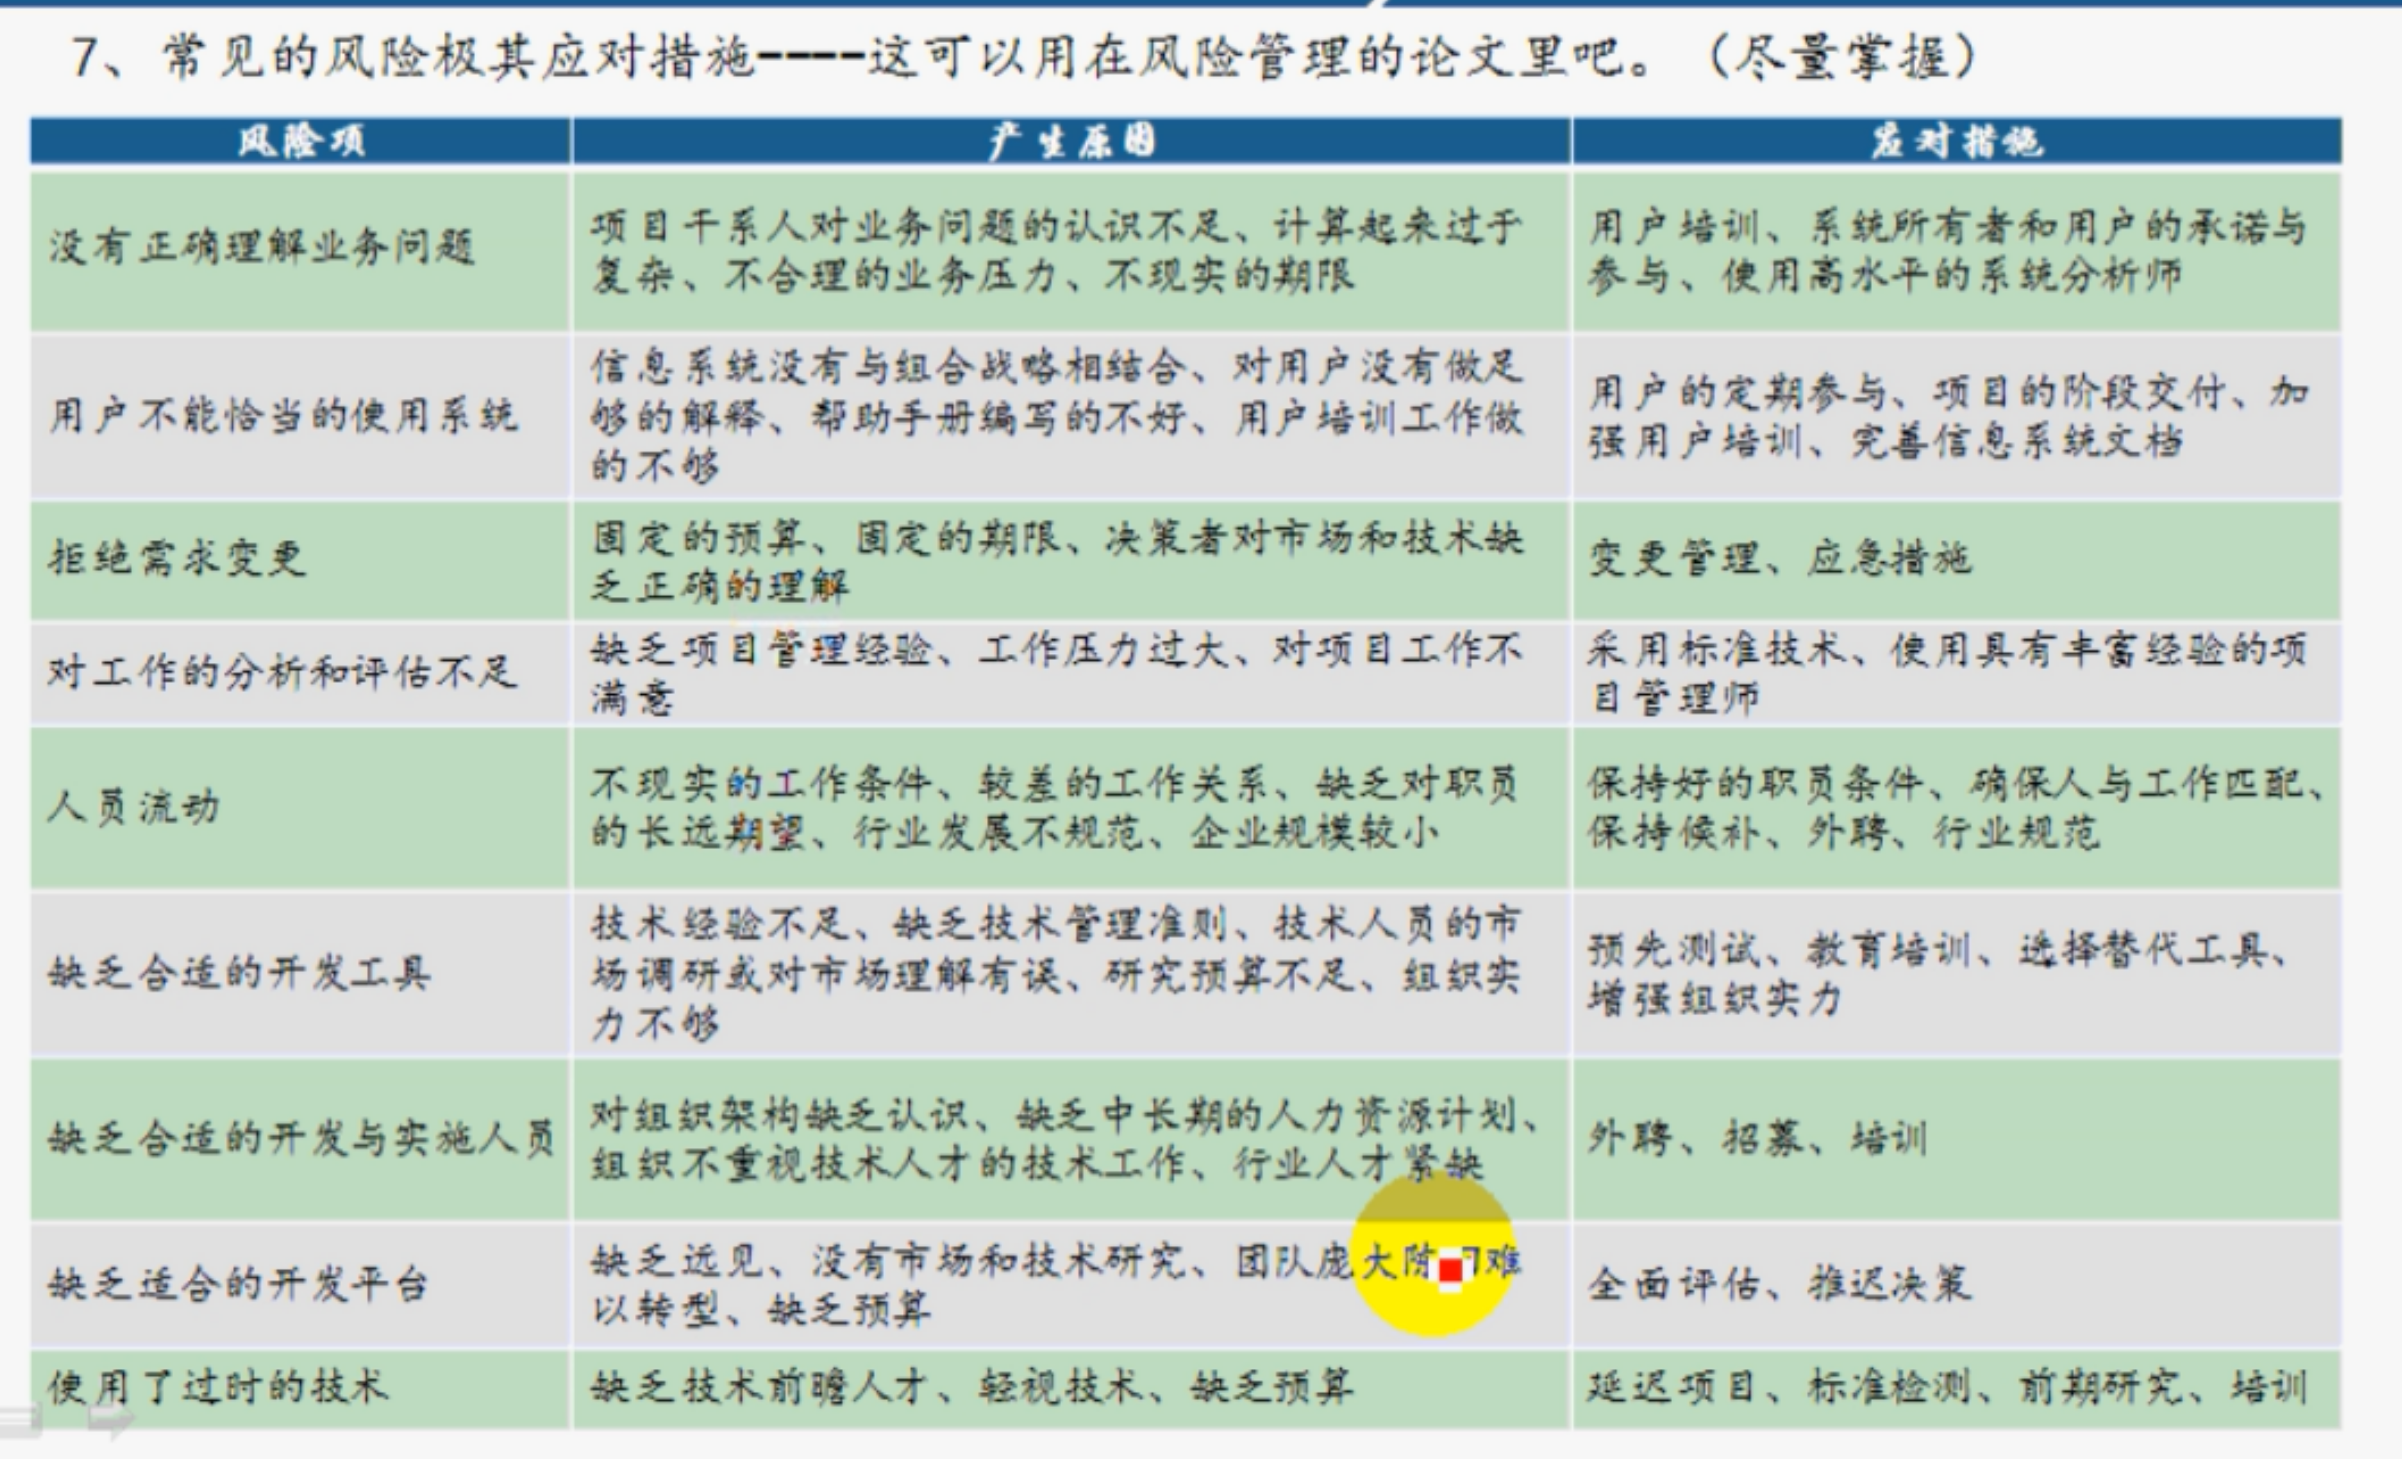 7、常见的风险极其应对措施----这可以用在风险管理的论文里吧。（尽量掌握）
风险项
产生原因
应对措施
没有正确理解业务问题
项目干系人对业务问题的认识不足、计算起来过于
复杂、不合理的业务压力、不现实的期限
用户培训、系统所有者和用户的承诺与
参与、使用高水平的系统分析师
用户不能恰当的使用系统
信息系统没有与组合战略相结合、对用户没有做足
够的解释、帮助手册编写的不好、用户培训工作做
的不够
用户的定期参与、项目的阶段交付、加
强用户培训、完善信息系统文档
拒绝需求变更
固定的预算、固定的期限、决策者对市场和技术缺
乏正确的理解
变更管理、应急措施
对工作的分析和评估不足
缺乏项目管理经验、工作压力过大、对项目工作不
满意
采用标准技术、使用具有丰富经验的项
目管理师
人员流动
不现实的工作条件、较差的工作关系、缺乏对职员
的长远期望、行业发展不规范、企业规模较小
保持好的职员条件、确保人与工作匹配、
保持候补、外聘、行业规范
缺乏合适的开发工具
技术经验不足、缺乏技术管理准则、技术人员的市
场调研或对市场理解有误、研究预算不足、组织实
力不够
预先测试、教育培训、选择替代工具、
增强组织实力
缺乏合适的开发与实施人员
对组织架构缺乏认识、缺乏中长期的人力资源计划、
组织不重视技术人才的技术工作、行业人才紧缺
外聘、招募、培训
缺乏适合的开发平台
缺乏远见、没有市场和技术研究、团队庞大陈难
以转型、缺乏预算
全面评估、推迟决策
使用了过时的技术
缺乏技术前瞻人才、轻视技术、缺乏预算
延迟项目、标准检测、前期研究、培训